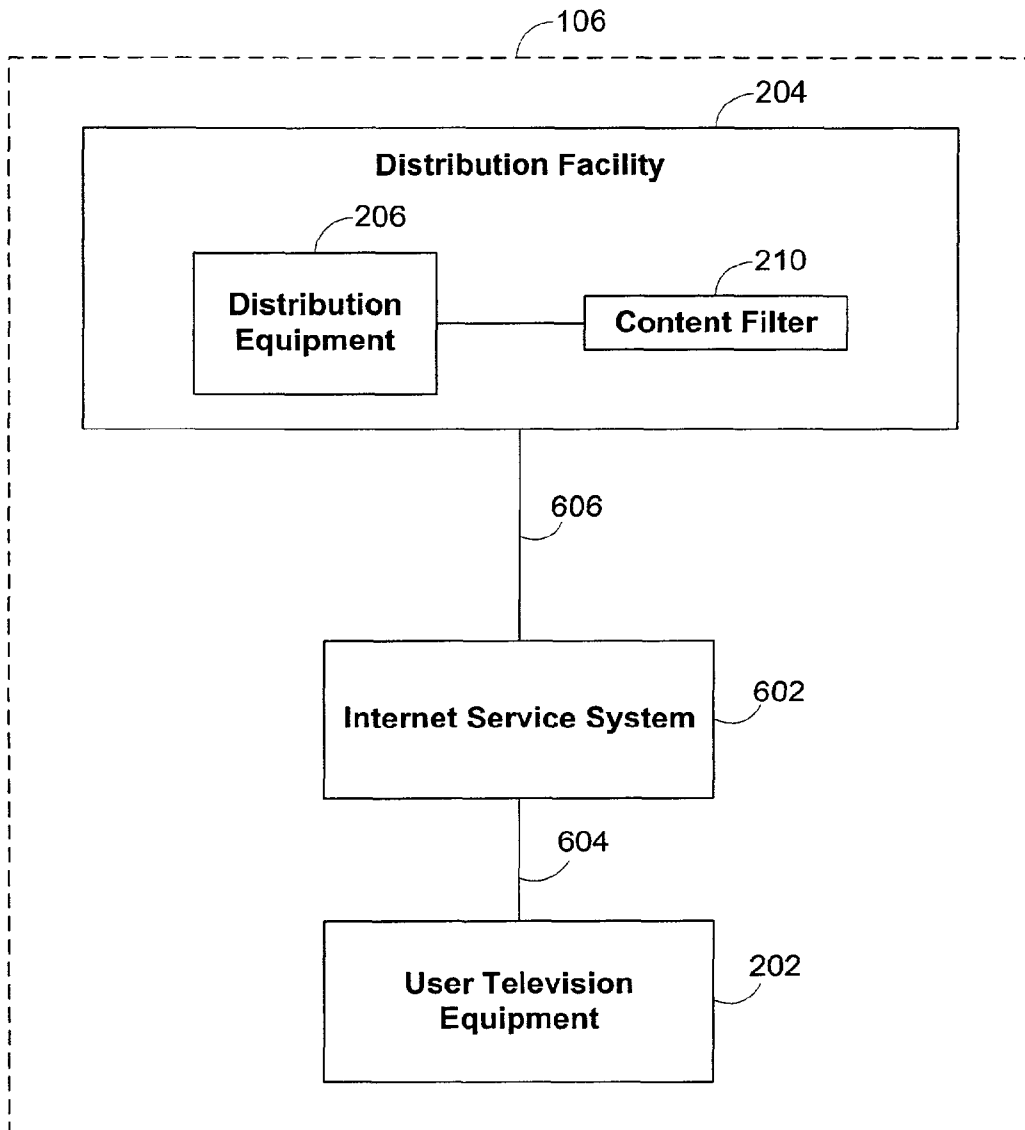 106
204
Distribution Facility
206
Distribution
Equipment
210
Content Filter
606
Internet Service System
602
604
User Television
Equipment
202